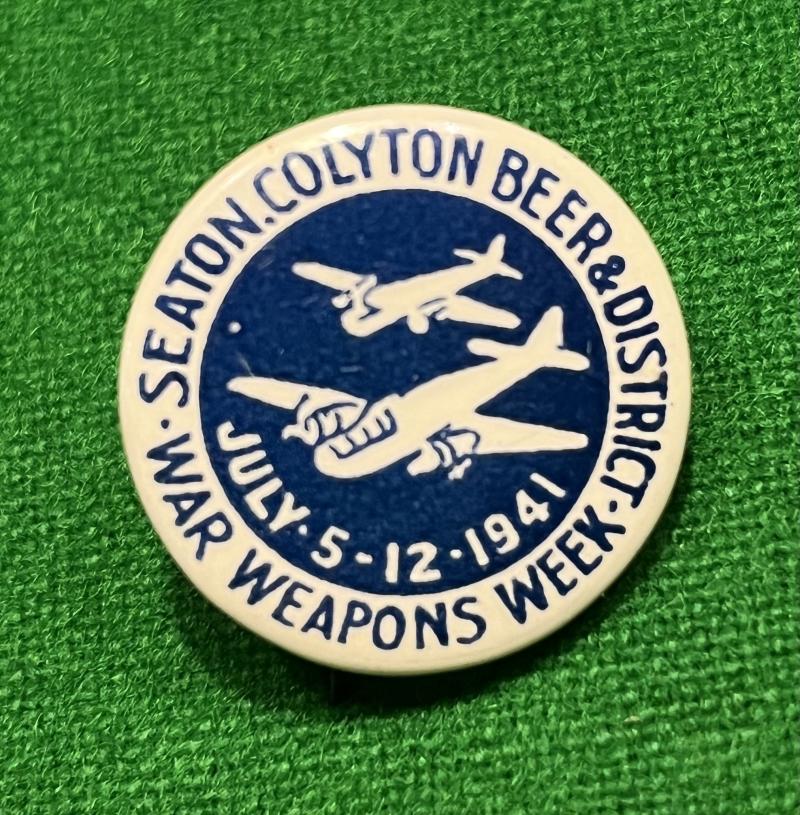 ·SEATON.COLYTON BEER & DISTRICT·
WAR WEAPONS WEEK
JULY·5-12·1941